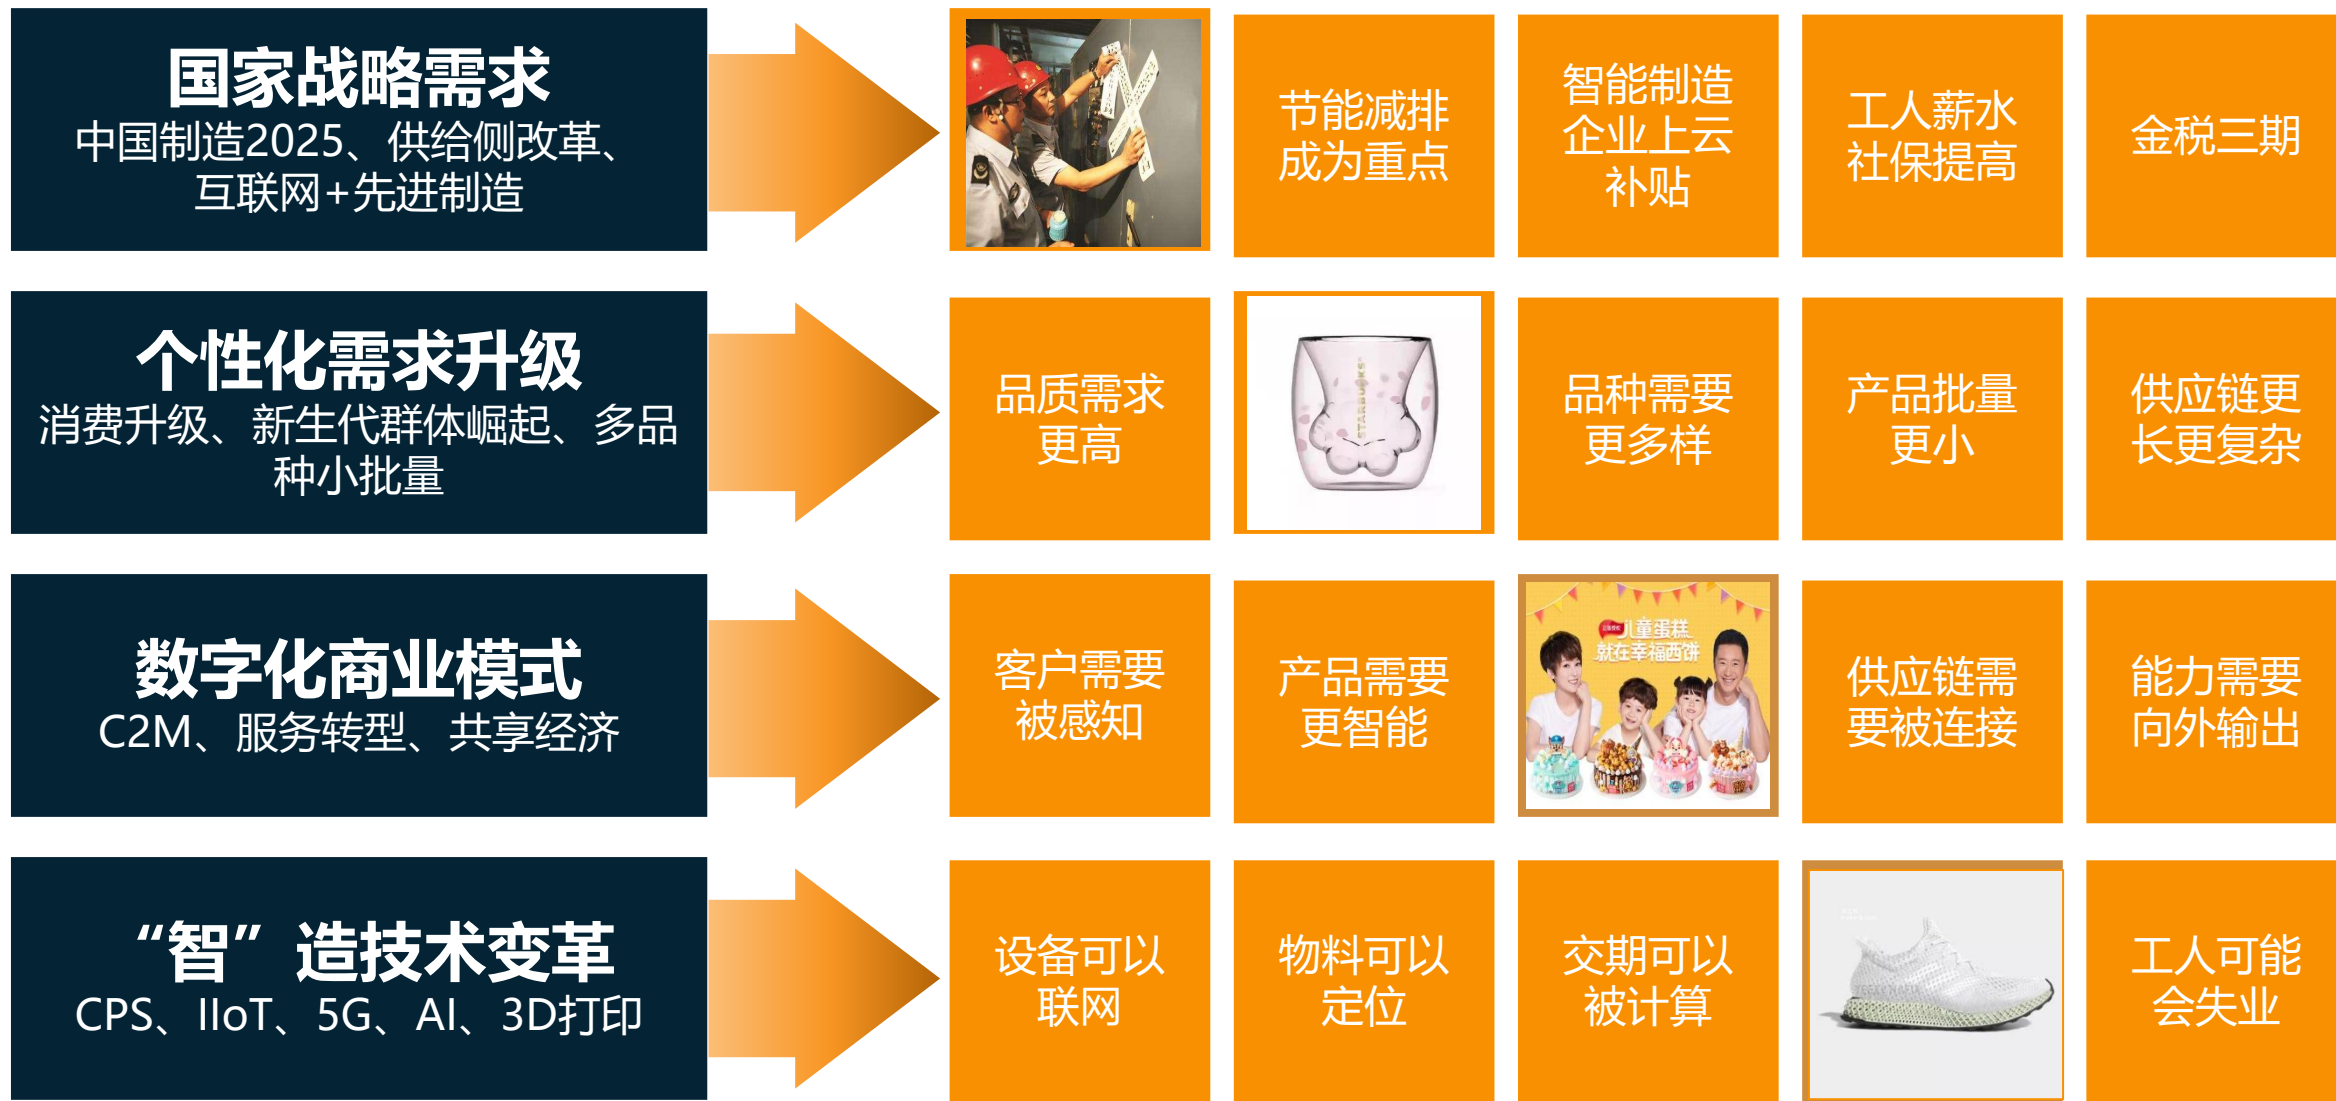 国家战略需求
中国制造2025、供给侧改革、
互联网+先进制造
节能减排
成为重点
智能制造
企业上云
补贴
工人薪水
社保提高
金税三期
个性化需求升级
消费升级、新生代群体崛起、多品
种小批量
品质需求
更高
STARBUCKS
品种需要
更多样
产品批量
更小
供应链更
长更复杂
数字化商业模式
C2M、服务转型、共享经济
客户需要
被感知
产品需要
更智能
儿童蛋糕
就在幸福西饼
供应链需
要被连接
能力需要
向外输出
“智”造技术变革
CPS、IIoT、5G、AI、3D打印
设备可以
联网
物料可以
定位
交期可以
被计算
工人可能
会失业